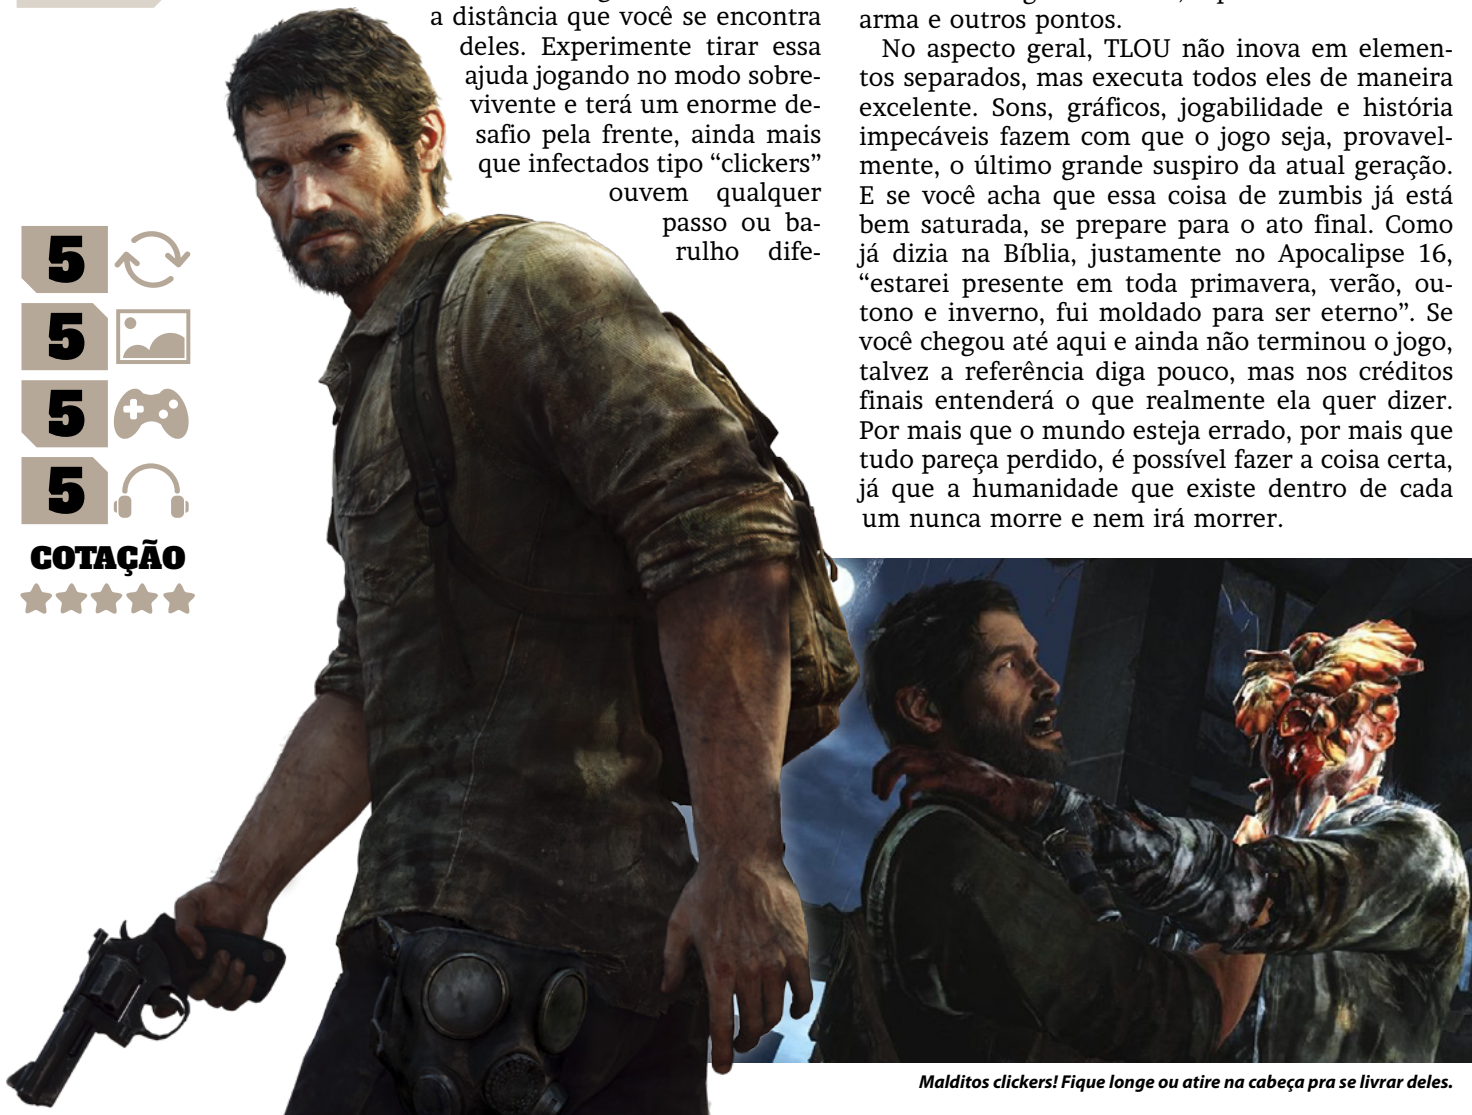 a distância que você se encontra
deles. Experimente tirar essa
ajuda jogando no modo sobre-
vivente e terá um enorme de-
safio pela frente, ainda mais
que infectados tipo “clickers”
ouvem qualquer
passo ou ba-
rulho dife-
arma e outros pontos.
No aspecto geral, TLOU não inova em elemen-
tos separados, mas executa todos eles de maneira
excelente. Sons, gráficos, jogabilidade e história
impecáveis fazem com que o jogo seja, provavel-
mente, o último grande suspiro da atual geração.
E se você acha que essa coisa de zumbis já está
bem saturada, se prepare para o ato final. Como
já dizia na Bíblia, justamente no Apocalipse 16,
“estarei presente em toda primavera, verão, ou-
tono e inverno, fui moldado para ser eterno”. Se
você chegou até aqui e ainda não terminou o jogo,
talvez a referência diga pouco, mas nos créditos
finais entenderá o que realmente ela quer dizer.
Por mais que o mundo esteja errado, por mais que
tudo pareça perdido, é possível fazer a coisa certa,
já que a humanidade que existe dentro de cada
um nunca morre e nem irá morrer.
5
5
5
5
COTAÇÃO
Malditos clickers! Fique longe ou atire na cabeça pra se livrar deles.